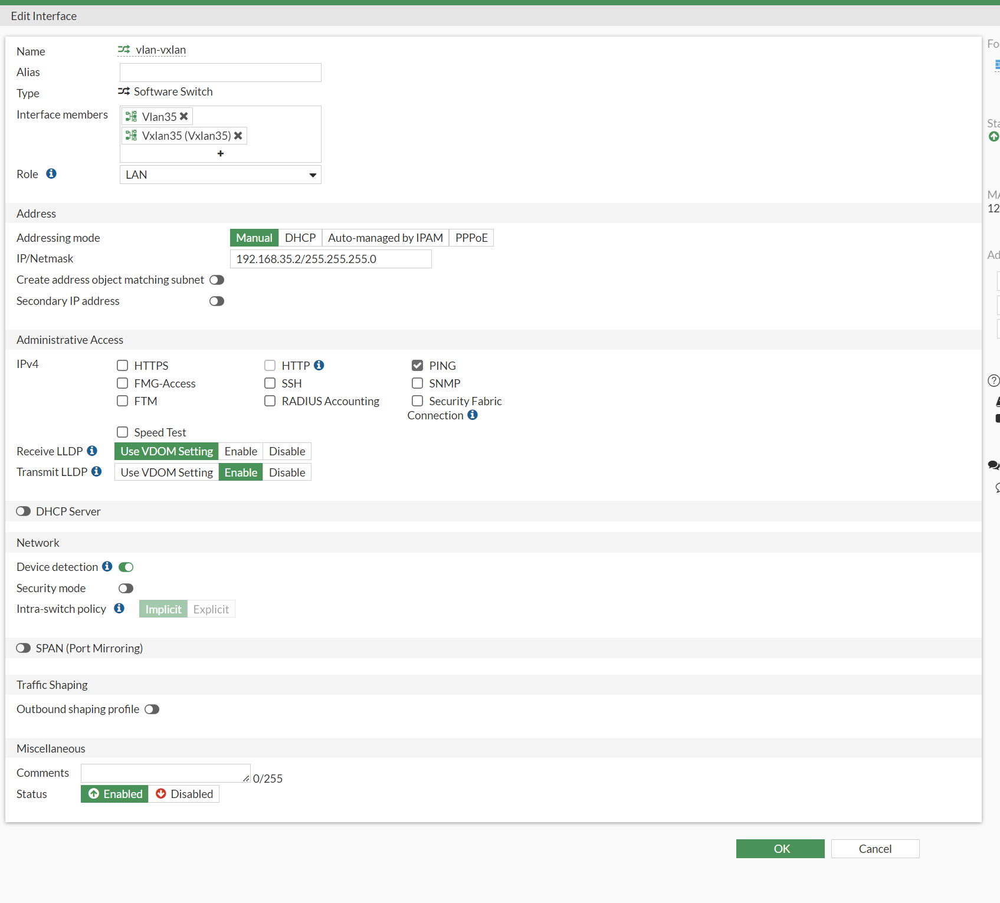 Edit Interface
Name vlan-vxlan
Alias
Type Software Switch
Interface members Vlan35
Vxlan35 (Vxlan35)
Role LAN
Address
Addressing mode Manual DHCP Auto-managed by IPAM PPPoE
IP/Netmask 192.168.35.2/255.255.255.0
Create address object matching subnet
Secondary IP address
Administrative Access
IPv4 HTTPS HTTP PING
FMG-Access SSH SNMP
FTM RADIUS Accounting Security Fabric
Connection
Speed Test
Receive LLDP Use VDOM Setting Enable Disable
Transmit LLDP Use VDOM Setting Enable Disable
DHCP Server
Network
Device detection
Security mode
Intra-switch policy Implicit Explicit
SPAN (Port Mirroring)
Traffic Shaping
Outbound shaping profile
Miscellaneous
Comments 0/255
Status Enabled Disabled
OK Cancel